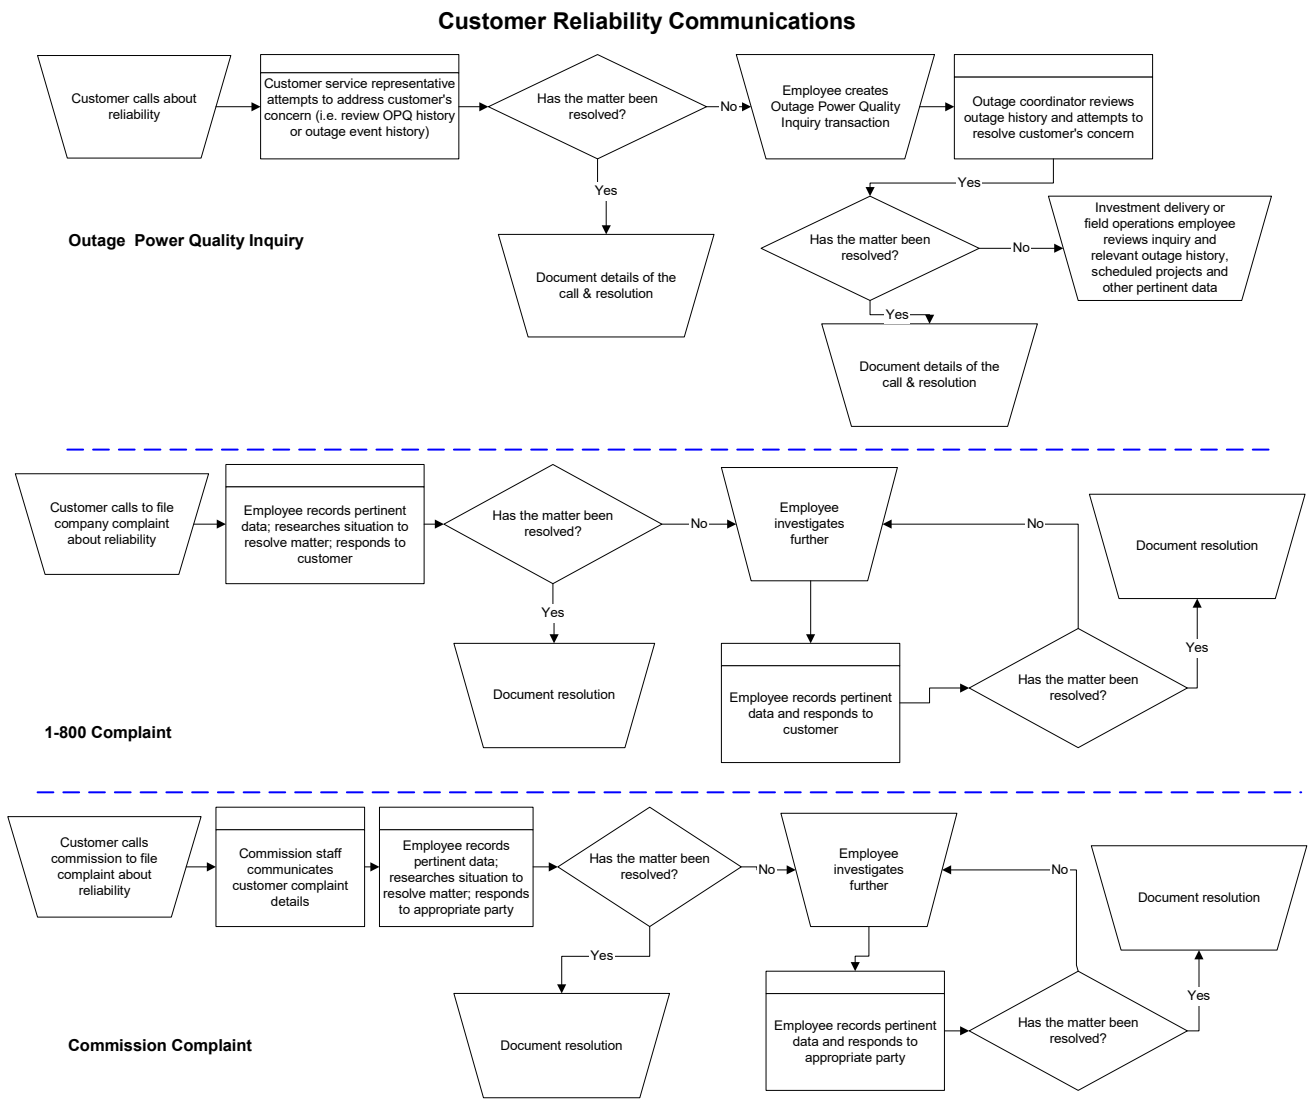 Customer Reliability Communications
Customer calls about
reliability
Customer service representative
attempts to address customer's
concern (i.e. review OPQ history
or outage event history)
Has the matter been
resolved?
No
Employee creates
Outage Power Quality
Inquiry transaction
Outage coordinator reviews
outage history and attempts to
resolve customer's concern
Yes
Document details of the
call & resolution
Yes
Has the matter been
resolved?
No
Investment delivery or
field operations employee
reviews inquiry and
relevant outage history,
scheduled projects and
other pertinent data
Yes
Document details of the
call & resolution
Outage  Power Quality Inquiry
Customer calls to file
company complaint
about reliability
Employee records pertinent
data; researches situation to
resolve matter; responds to
customer
Has the matter been
resolved?
No
Employee
investigates
further
No
Document resolution
Yes
Document resolution
Employee records pertinent
data and responds to
customer
Has the matter been
resolved?
Yes
1-800 Complaint
Customer calls
commission to file
complaint about
reliability
Commission staff
communicates
customer complaint
details
Employee records
pertinent data;
researches situation to
resolve matter; responds
to appropriate party
Has the matter been
resolved?
No
Employee
investigates
further
No
Document resolution
Yes
Document resolution
Employee records pertinent
data and responds to
appropriate party
Has the matter been
resolved?
Yes
Commission Complaint